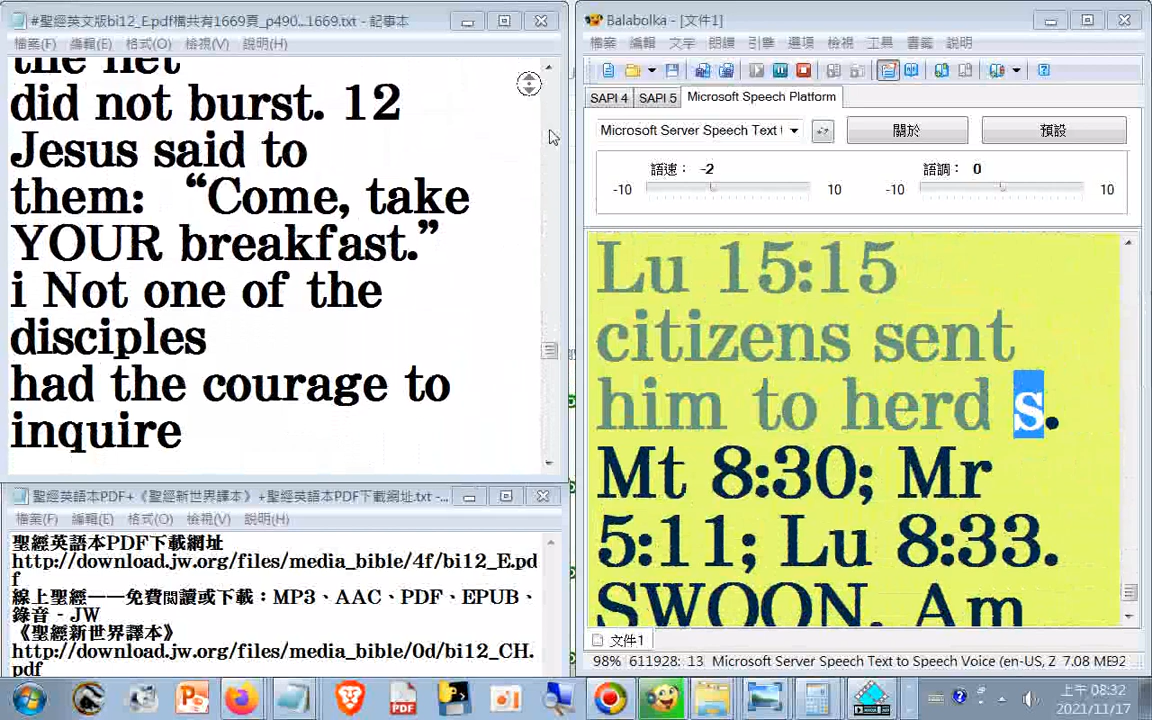 #聖經英文版bi12_E.pdf橫共有1669頁_p490...1669.txt - 記事本
檔案(F) 編輯(E) 格式(O) 檢視(V) 說明(H)
the net
did not burst. 12
Jesus said to
them: “Come, take
YOUR breakfast.”
i Not one of the
disciples
had the courage to
inquire
聖經英語本PDF+《聖經新世界譯本》+聖經英語本PDF下載網址.txt -...
檔案(F) 編輯(E) 格式(O) 檢視(V) 說明(H)
聖經英語本PDF下載網址
http://download.jw.org/files/media_bible/4f/bi12_E.pd
f
線上聖經——免費閱讀或下載：MP3、AAC、PDF、EPUB、
錄音 - JW
《聖經新世界譯本》
http://download.jw.org/files/media_bible/0d/bi12_CH.
pdf
Balabolka - [文件1]
檔案 編輯 文字 朗讀 引擎 選項 檢視 工具 書籤 說明
SAPI 4 SAPI 5 Microsoft Speech Platform
Microsoft Server Speech Text
關於 預設
語速： -2 語調： 0
-10 10 -10 10
Lu 15:15
citizens sent
him to herd s.
Mt 8:30; Mr
5:11; Lu 8:33.
SWOON, Am
文件1
98% 611928: 13 Microsoft Server Speech Text to Speech Voice (en-US, Z 7.08 ME92
上午 08:32
2021/11/17